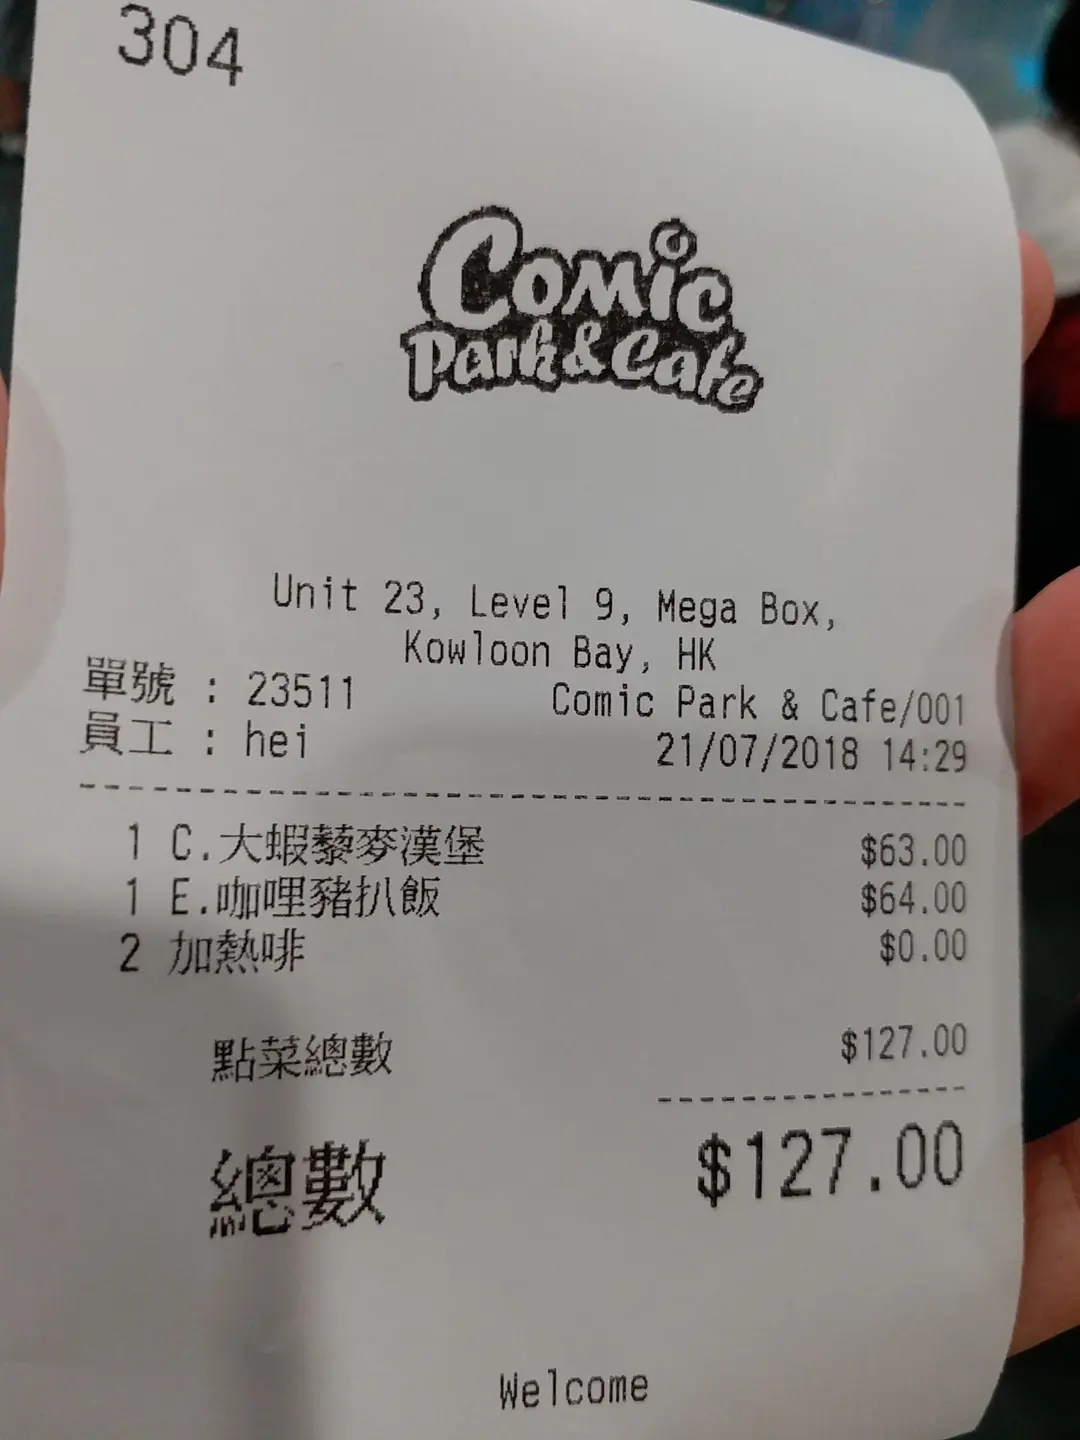 304
Comic
Park & Cafe
Unit 23, Level 9, Mega Box,
Kowloon Bay, HK
單號 : 23511 Comic Park & Cafe/001
員工 : hei 21/07/2018 14:29
1 C.大蝦藜麥漢堡 $63.00
1 E.咖哩豬扒飯 $64.00
2 加熱啡 $0.00
點菜總數 $127.00
總數 $127.00
Welcome